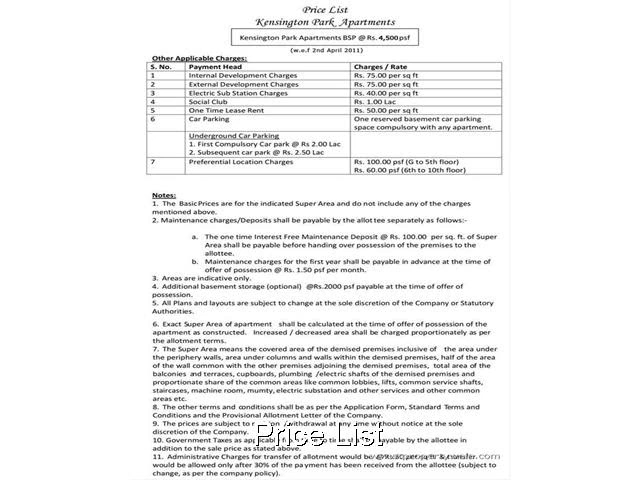 Price List
Kensington Park Apartments
Kensington Park Apartments BSP @ Rs. 4,500 psf
(w.e.f 2nd April 2011)
Other Applicable Charges:
S. No. Payment Head Charges / Rate
1 Internal Development Charges Rs. 75.00 per sq ft
2 External Development Charges Rs. 75.00 per sq ft
3 Electric Sub Station Charges Rs. 40.00 per sq ft
4 Social Club Rs. 1.00 Lac
5 One Time Lease Rent Rs. 50.00 per sq ft
6 Car Parking One reserved basement car parking
space compulsory with any apartment.
Underground Car Parking
1. First Compulsory Car park @ Rs 2.00 Lac
2. Subsequent car park @ Rs. 2.50 Lac
7 Preferential Location Charges Rs. 100.00 psf (G to 5th floor)
Rs. 60.00 psf (6th to 10th floor)
Notes:
1. The Basic Prices are for the indicated Super Area and do not include any of the charges
mentioned above.
2. Maintenance charges/Deposits shall be payable by the allottee separately as follows:-
a. The one time Interest Free Maintenance Deposit @ Rs. 100.00 per sq. ft. of Super
Area shall be payable before handing over possession of the premises to the
allottee.
b. Maintenance charges for the first year shall be payable in advance at the time of
offer of possession @ Rs. 1.50 psf per month.
3. Areas are indicative only.
4. Additional basement storage (optional) @Rs.2000 psf payable at the time of offer of
possession.
5. All Plans and layouts are subject to change at the sole discretion of the Company or Statutory
Authorities.
6. Exact Super Area of apartment shall be calculated at the time of offer of possession of the
apartment as constructed. Increased / decreased area shall be charged proportionately as per
the allotment terms.
7. The Super Area means the covered area of the demised premises inclusive of the area under
the periphery walls, area under columns and walls within the demised premises, half of the area
of the wall common with the other premises adjoining the demised premises, total area of the
balconies and terraces, cupboards, plumbing /electric shafts of the demised premises and
proportionate share of the common areas like common lobbies, lifts, common service shafts,
staircases, machine room, mumty, electric substation and other services and other common
areas etc.
8. The other terms and conditions shall be as per the Application Form, Standard Terms and
Conditions and the Provisional Allotment Letter of the Company.
9. The prices are subject to /withdrawal at any time without notice at the sole
discretion of the Company.
Price List
10. Government Taxes as time shall payable by the allottee in
addition to the sale price as stated above.
11. Administrative Charges for transfer of allotment would be transfer
would be allowed only after 30% of the payment has been received from the allottee (subject to
change, as per the company policy).